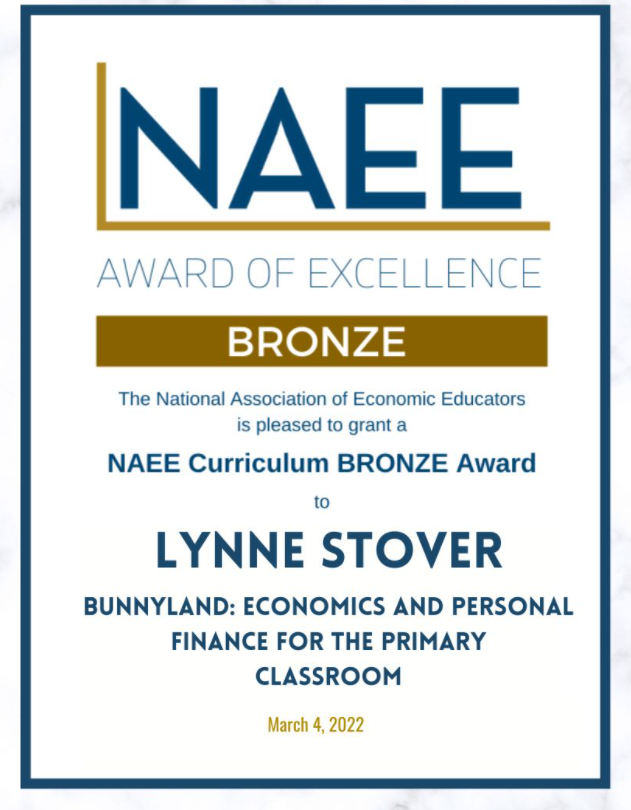 NAEE
AWARD OF EXCELLENCE
BRONZE
The National Association of Economic Educators
is pleased to grant a
NAEE Curriculum BRONZE Award
to
LYNNE STOVER
BUNNYLAND: ECONOMICS AND PERSONAL
FINANCE FOR THE PRIMARY
CLASSROOM
March 4, 2022